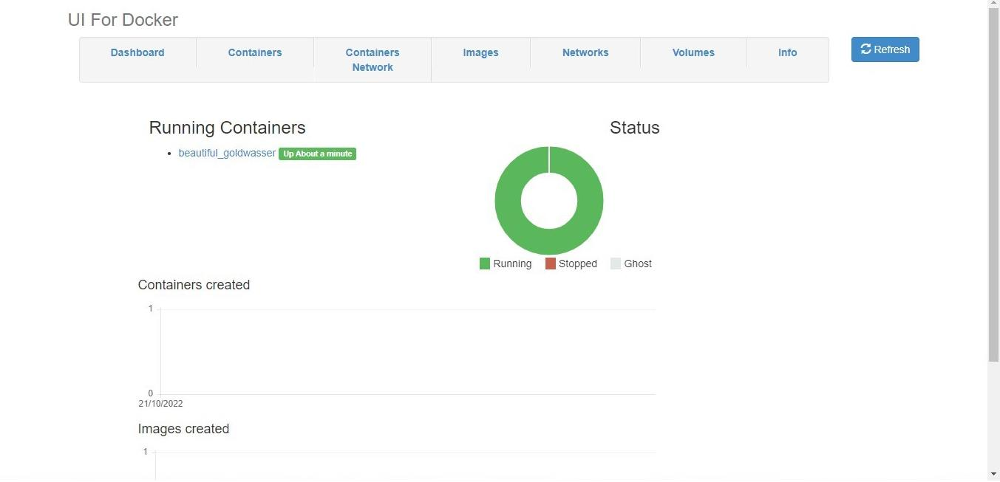 UI For Docker
Dashboard
Containers
Containers
Network
Images
Networks
Volumes
Info
Refresh
Running Containers
beautiful_goldwasser Up About a minute
Status
Running
Stopped
Ghost
Containers created
1
0
21/10/2022
Images created
1